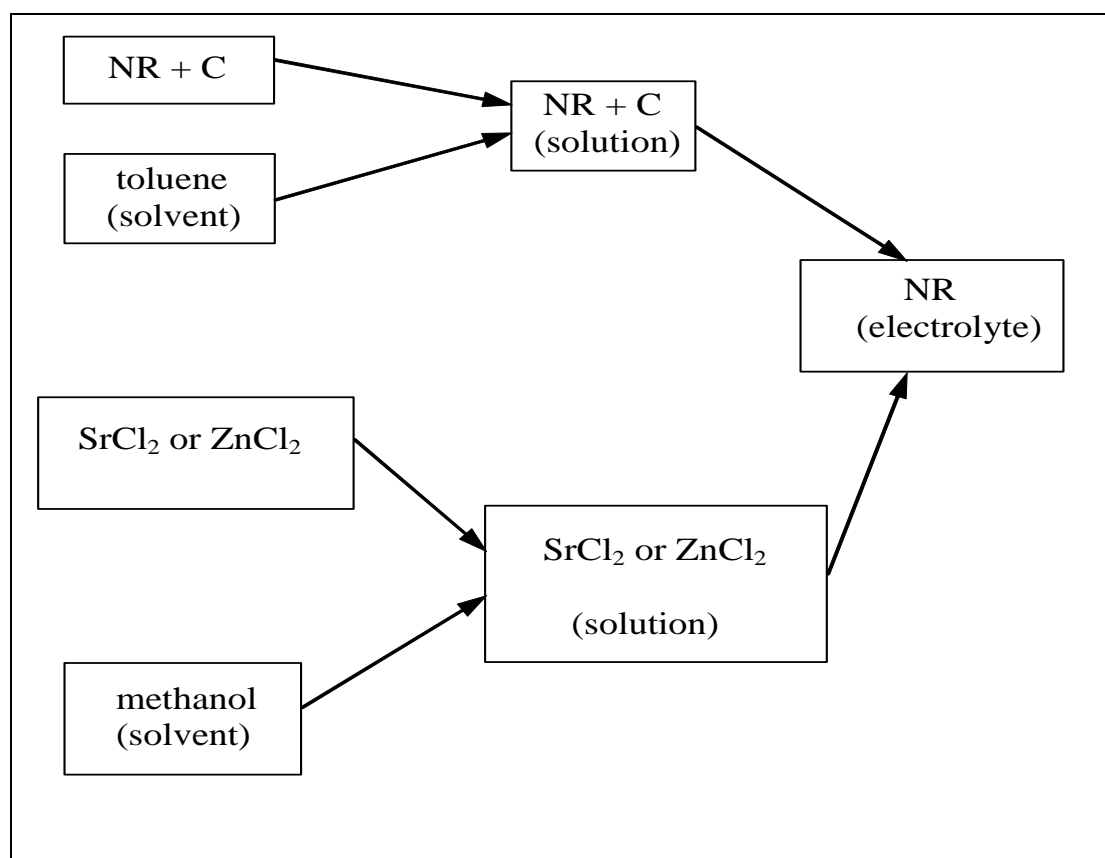 NR + C
toluene
(solvent)
NR + C
(solution)
NR
(electrolyte)
SrCl₂ or ZnCl₂
SrCl₂ or ZnCl₂
(solution)
methanol
(solvent)